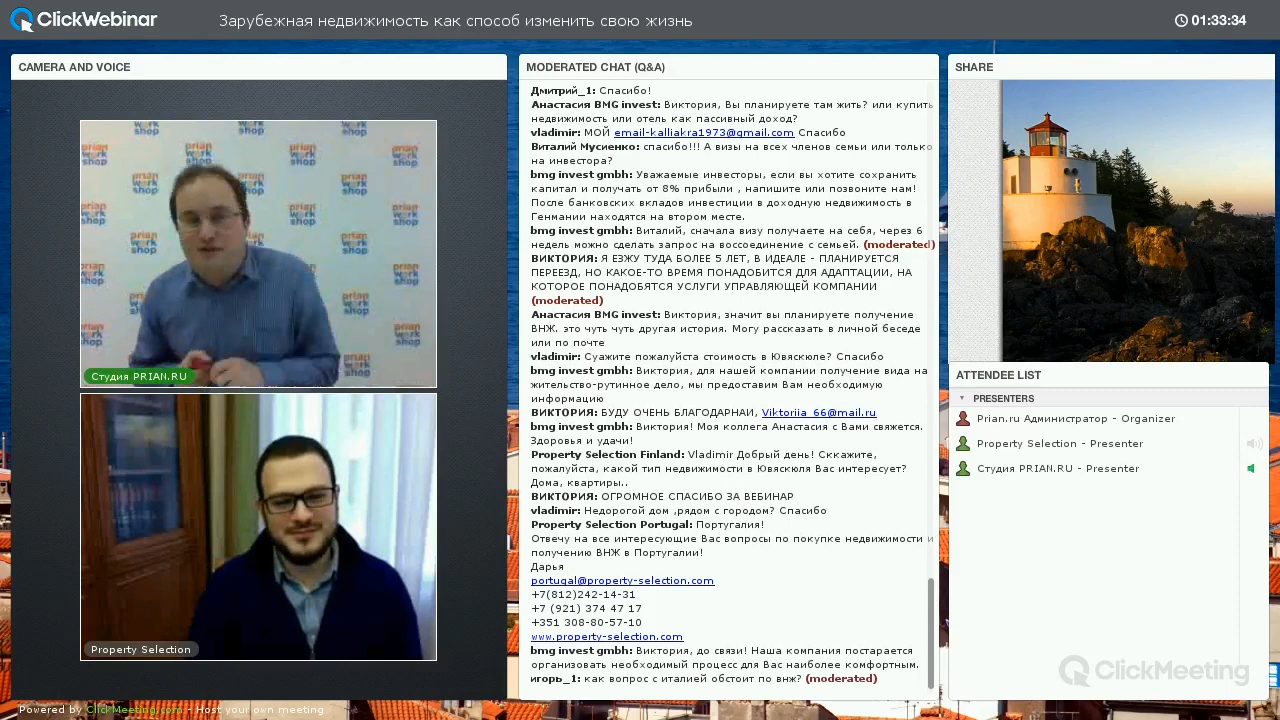 ClickWebinar
Зарубежная недвижимость как способ изменить свою жизнь
01:33:34
CAMERA AND VOICE
prian work shop
Студия PRIAN.RU
Property Selection
MODERATED CHAT (Q&A)
Дмитрий_1: Спасибо!
Анастасия BMG invest: Виктория, Вы планируете там жить? или купить
недвижимость или отель как пассивный доход?
vladimir: МОЙ email-kalliakra1973@gmail.com Спасибо
Виталий Мусиенко: спасибо!!! А визы на всех членов семьи или только
на инвестора?
bmg invest gmbh: Уважаемые инвесторы, если вы хотите сохранить
капитал и получать от 8% прибыли , напишите или позвоните нам!
После банковских вкладов инвестиции в доходную недвижимость в
Генмании находятся на втором месте
bmg invest gmbh: Виталий, сначала визу получаете на себя, через 6
недель можно сделать запрос на воссоединение с семьей. (moderated)
ВИКТОРИЯ: Я ЕЗЖУ ТУДА БОЛЕЕ 5 ЛЕТ, В ИДЕАЛЕ - ПЛАНИРУЕТСЯ
ПЕРЕЕЗД, НО КАКОЕ-ТО ВРЕМЯ ПОНАДОБИТСЯ ДЛЯ АДАПТАЦИИ, НА
КОТОРОЕ ПОНАДОБЯТСЯ УСЛУГИ УПРАВЛЯЮЩЕЙ КОМПАНИИ
(moderated)
Анастасия BMG invest: Виктория, значит вы планируете получение
ВНЖ. это чуть чуть другая история. Могу рассказать в личной беседе
или по почте
vladimir: Суажите пожалуйста стоимость в Ювяскюле? Спасибо
bmg invest gmbh: Виктория, для нашей компании получение вида на
жительство-рутинное дело, мы предоставим Вам необходимую
информацию
ВИКТОРИЯ: БУДУ ОЧЕНЬ БЛАГОДАРНАИ, Viktoriia_66@mail.ru
bmg invest gmbh: Виктория! Моя коллега Анастасия с Вами свяжется.
Здоровья и удачи!
Property Selection Finland: Vladimir Добрый день! Сккажите,
пожалуйста, какой тип недвижимости в Ювяскюля Вас интересует?
Дома, квартиры..
ВИКТОРИЯ: ОГРОМНОЕ СПАСИБО ЗА ВЕБИНАР
vladimir: Недорогой дом ,рядом с городом? Спасибо
Property Selection Portugal: Португалия!
Отвечу на все интересующие Вас вопросы по покупке недвижимости и
получению ВНЖ в Португалии!
Дарья
portugal@property-selection.com
+7(812)242-14-31
+7 (921) 374 47 17
+351 308-80-57-10
www.property-selection.com
bmg invest gmbh: Виктория, до связи! Наша компания постарается
организовать необходимый процесс для Вас наиболее комфортным.
игорь_1: как вопрос с италией обстоит по внж? (moderated)
SHARE
ATTENDEE LIST
PRESENTERS
Prian.ru Администратор - Organizer
Property Selection - Presenter
Студия PRIAN.RU - Presenter
ClickMeeting
Powered by ClickMeeting.com - Host your own meeting